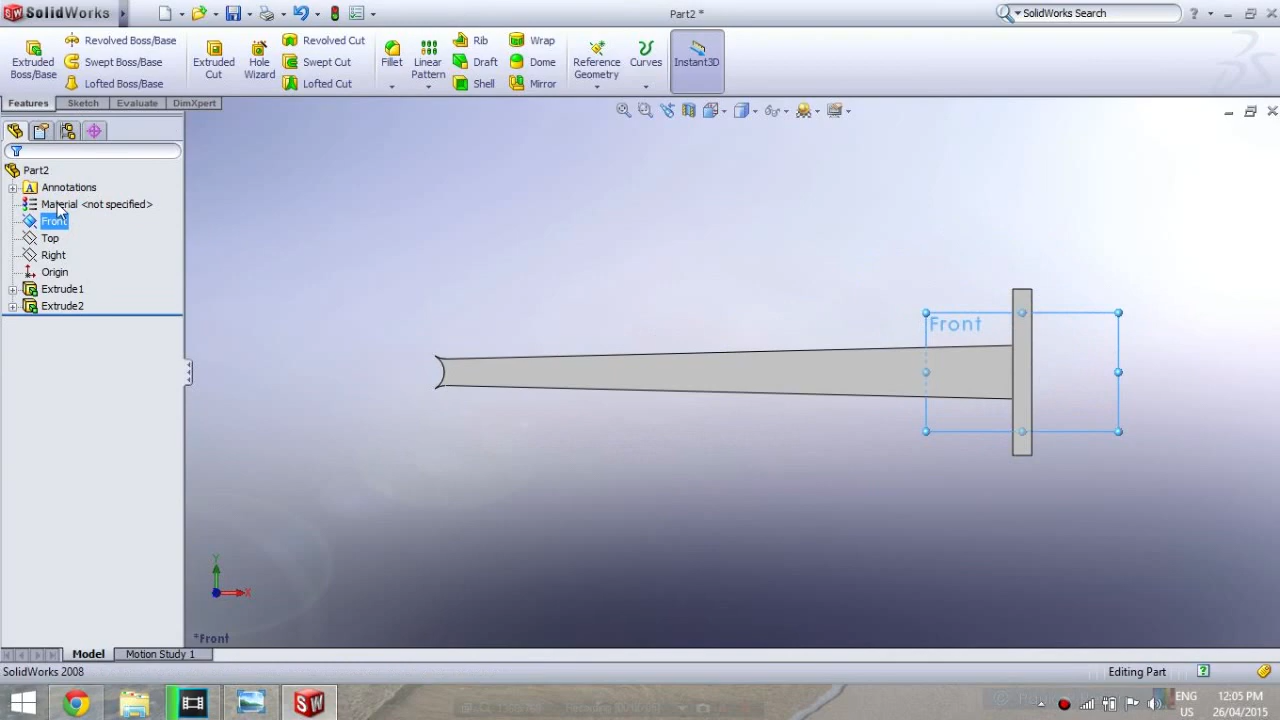 SolidWorks
Part2 *
SolidWorks Search
Extruded Boss/Base
Revolved Boss/Base
Swept Boss/Base
Lofted Boss/Base
Extruded Cut
Hole Wizard
Revolved Cut
Swept Cut
Lofted Cut
Fillet
Linear Pattern
Rib
Draft
Shell
Wrap
Dome
Mirror
Reference Geometry
Curves
Instant3D
Features
Sketch
Evaluate
DimXpert
Part2
Annotations
Material <not specified>
Front
Top
Right
Origin
Extrude1
Extrude2
Front
Y
X
*Front
Model
Motion Study 1
SolidWorks 2008
Editing Part
ENG
12:05 PM
US
26/04/2015